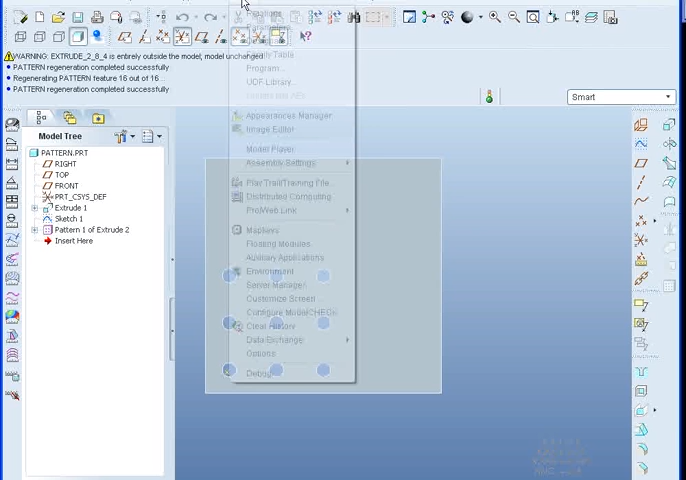 Relations
Parameters
WARNING: EXTRUDE_2_8_4 is entirely outside the model, model unchanged.
PATTERN regeneration completed successfully
Regenerating PATTERN feature 16 out of 16...
PATTERN regeneration completed successfully
Family Table
Program...
UDF Library...
Smart
Appearances Manager
Image Editor
Model Player
Assembly Settings
Play Trail/Training File...
Distributed Computing
Pro/Web Link
Mapkeys
Floating Modules
Auxiliary Applications
Environment
Server Manager
Customize Screen
Configure ModelCHECK
Clear History
Data Exchange
Options
Debug
Model Tree
PATTERN.PRT
RIGHT
TOP
FRONT
PRT_CSYS_DEF
Extrude 1
Sketch 1
Pattern 1 of Extrude 2
Insert Here